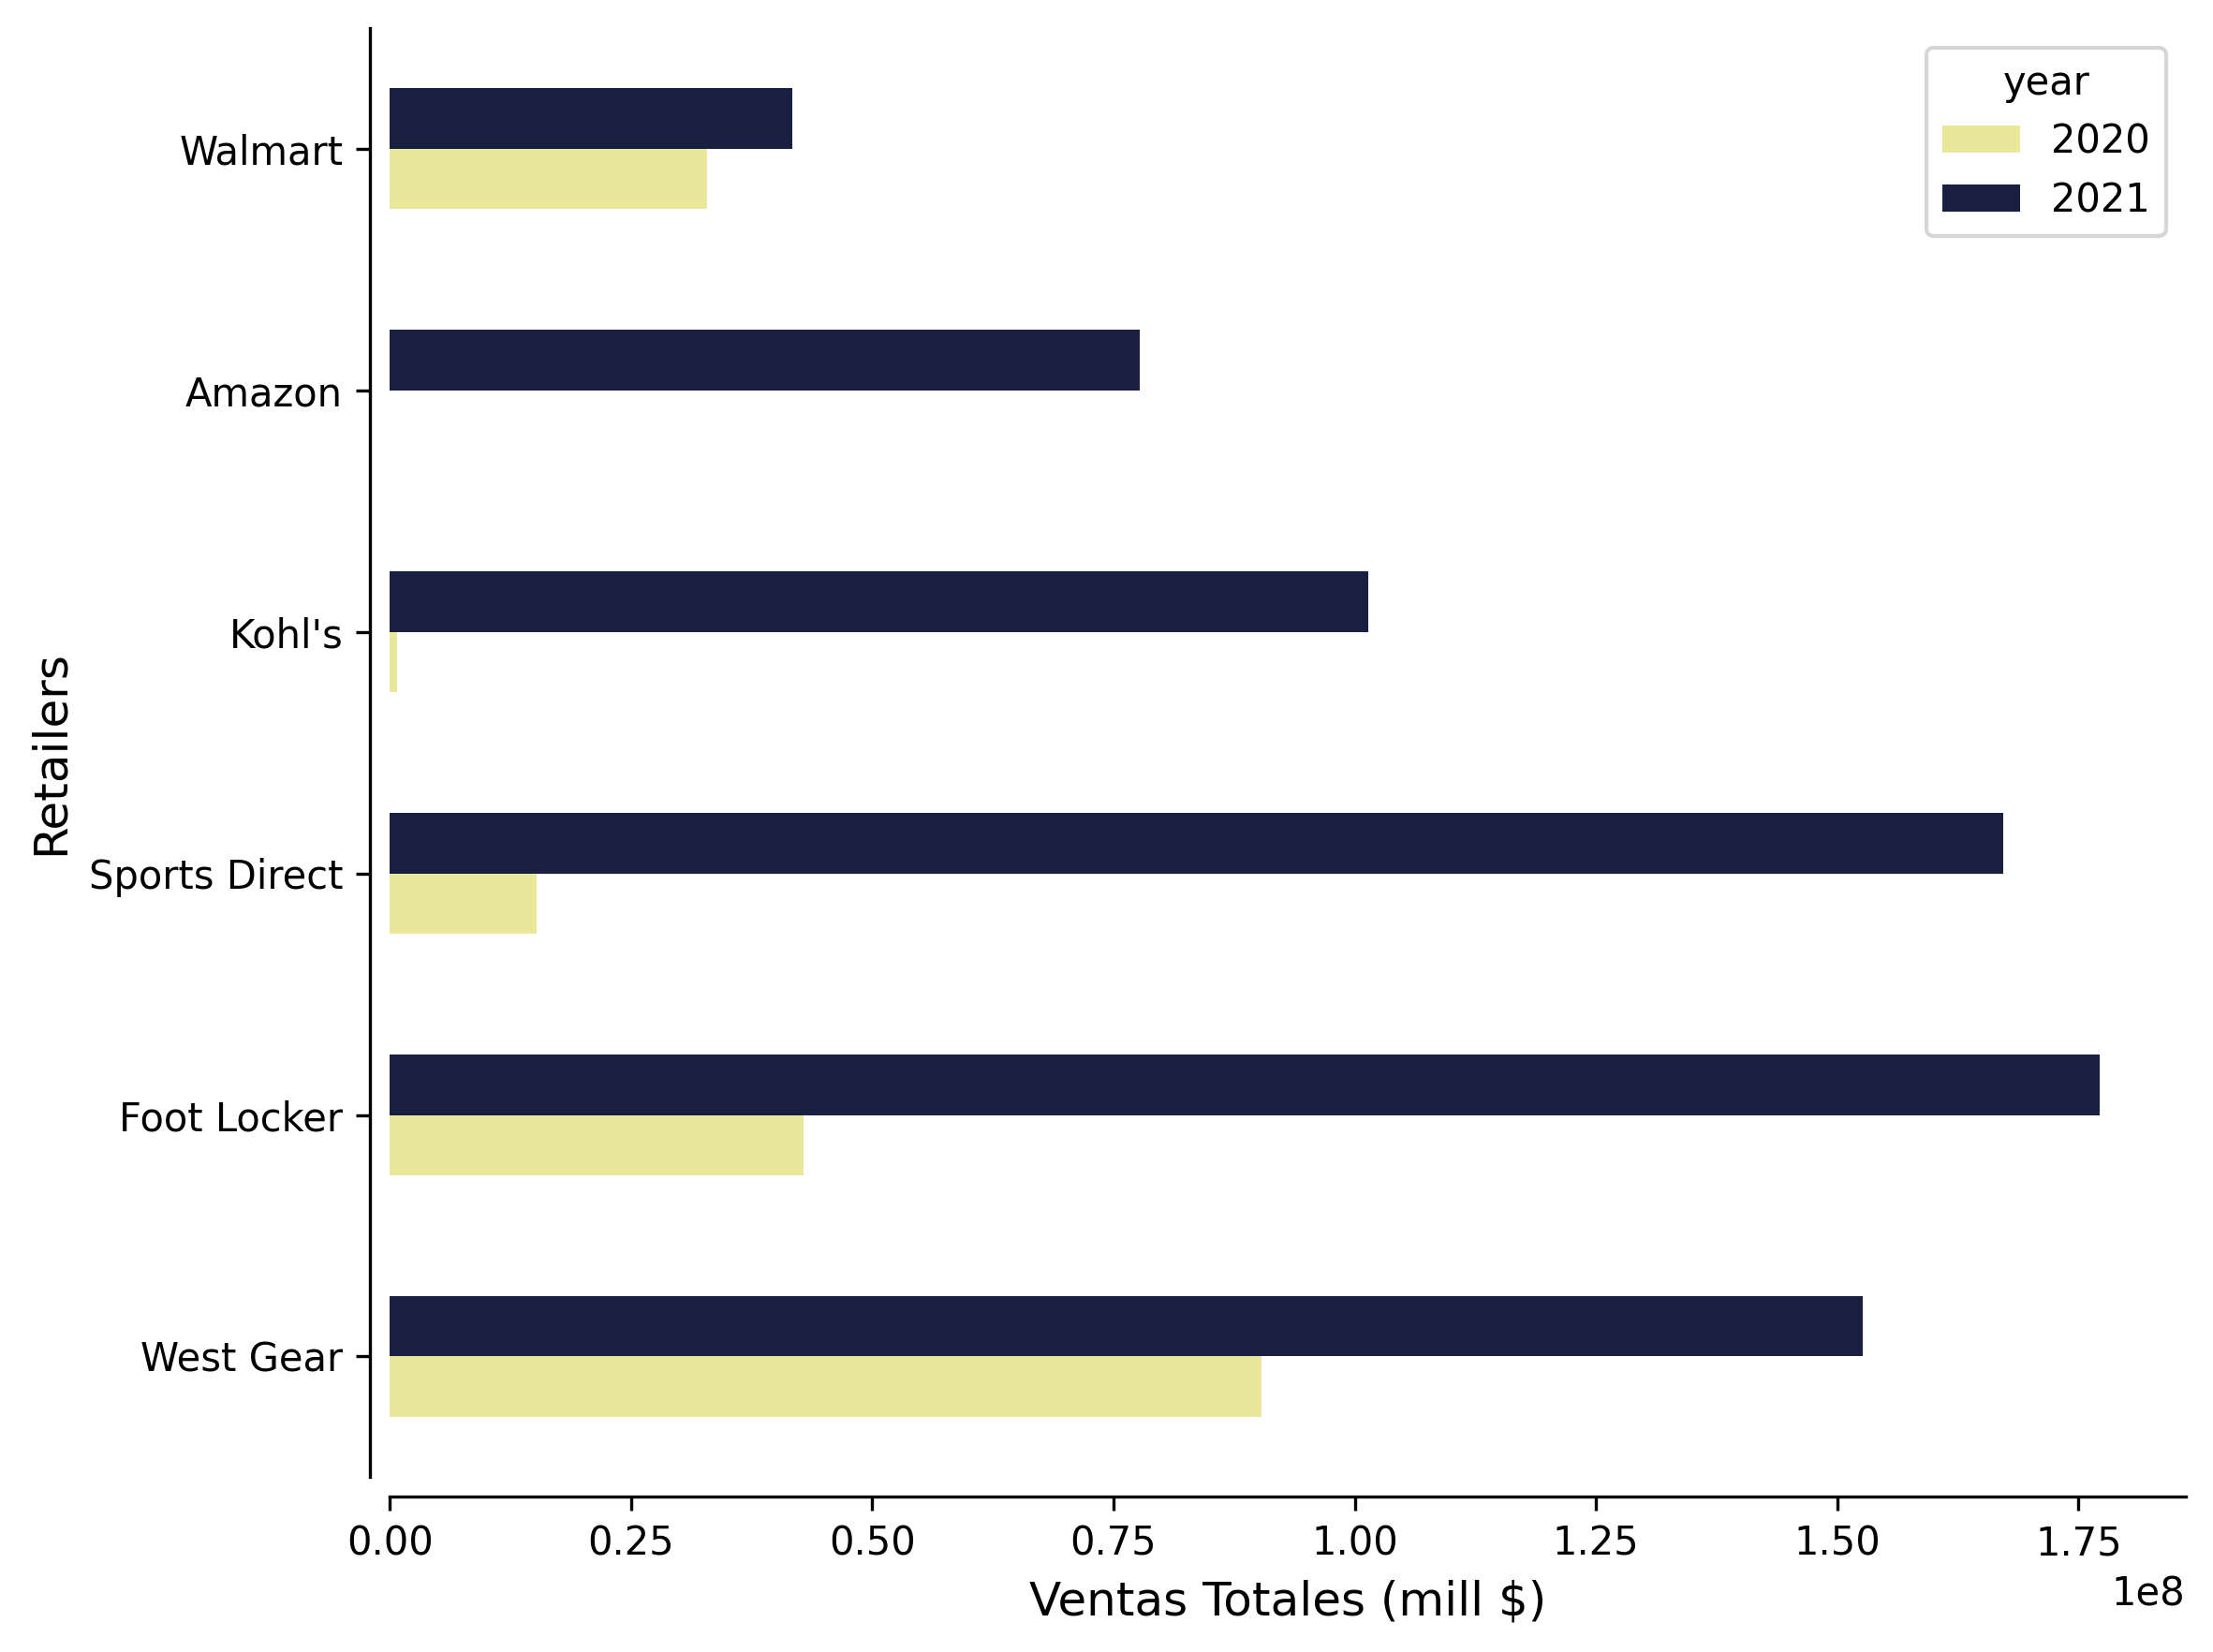 year
2020
2021
Walmart
Amazon
Kohl's
Sports Direct
Foot Locker
West Gear
Retailers
0.00 0.25 0.50 0.75 1.00 1.25 1.50 1.75
1e8
Ventas Totales (mill $)